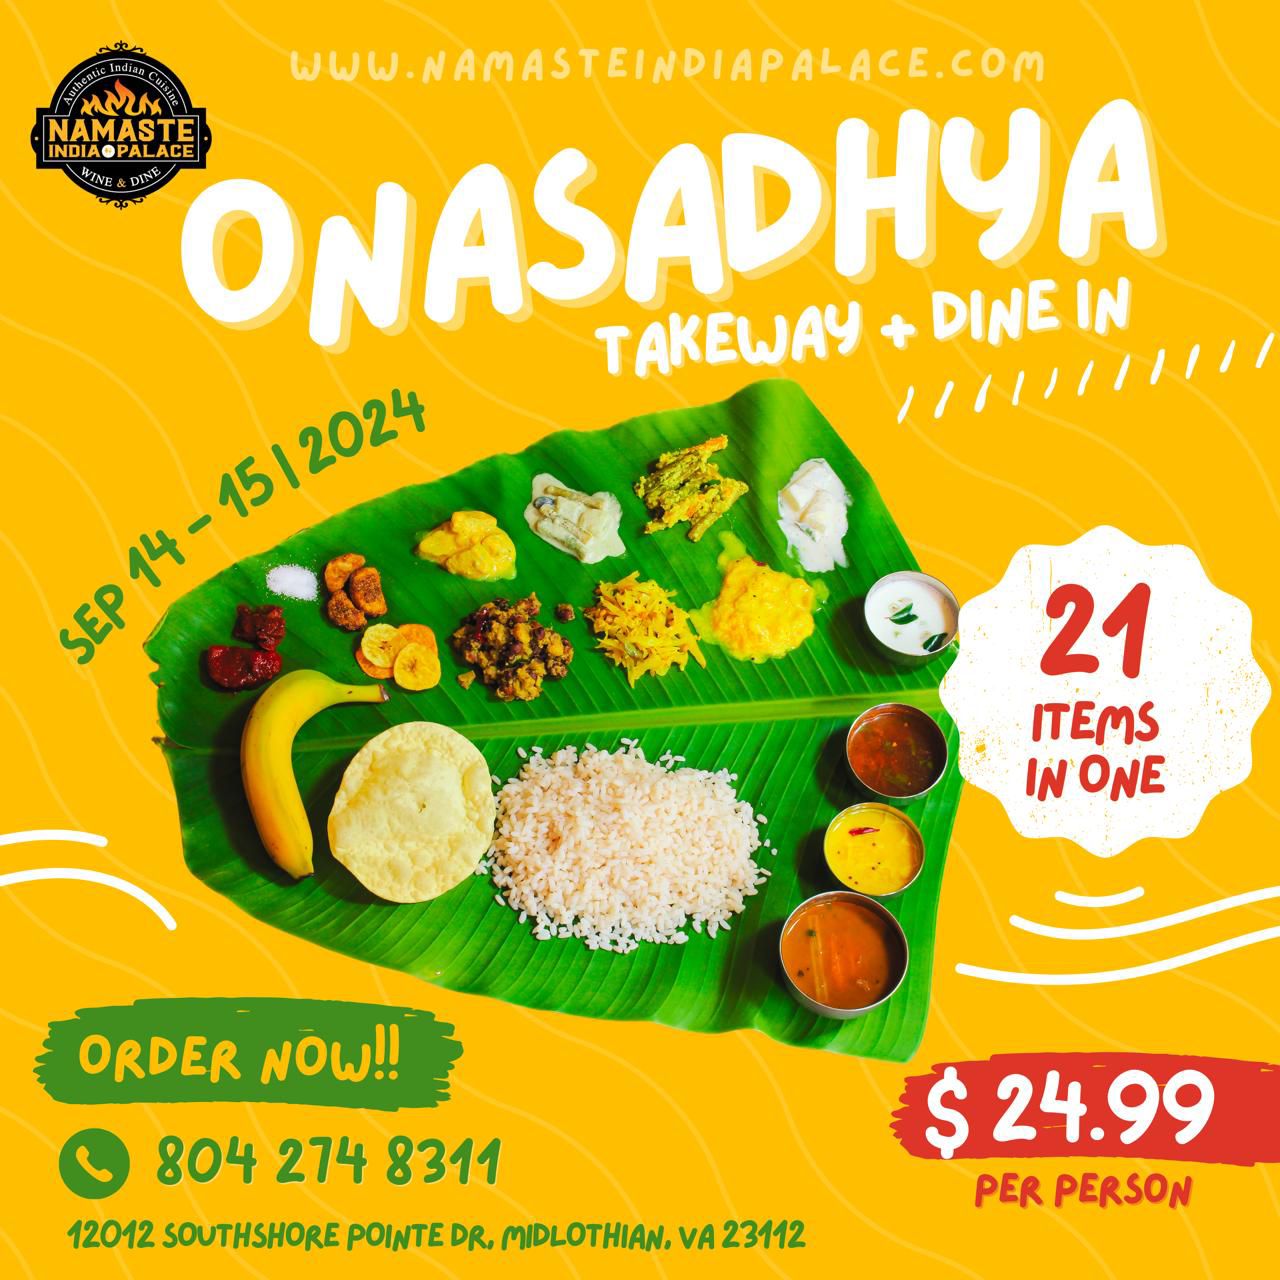 WWW.NAMASTEINDIAPALACE.COM
Authentic Indian Cuisine
NAMASTE
INDIA PALACE
WINE & DINE
ONASADHYA
TAKEWAY + DINE IN
SEP 14 - 15 | 2024
21
ITEMS
IN ONE
ORDER NOW!!
804 274 8311
12012 SOUTHSHORE POINTE DR, MIDLOTHIAN, VA 23112
$ 24.99
PER PERSON